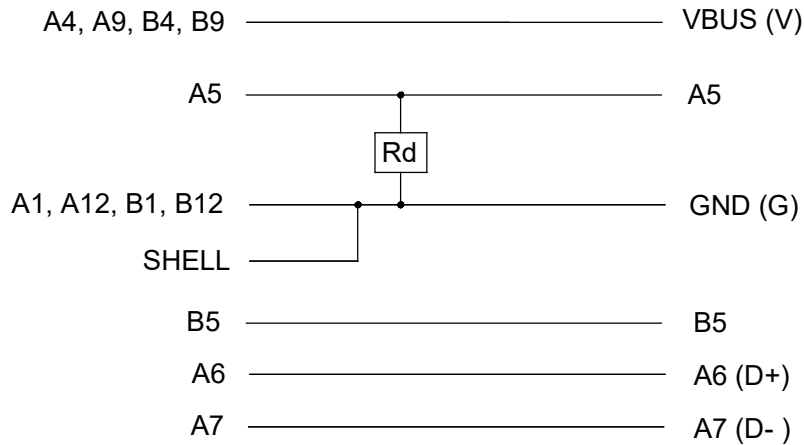 A4, A9, B4, B9 VBUS (V)
A5 A5
Rd
A1, A12, B1, B12 GND (G)
SHELL
B5 B5
A6 A6 (D+)
A7 A7 (D- )